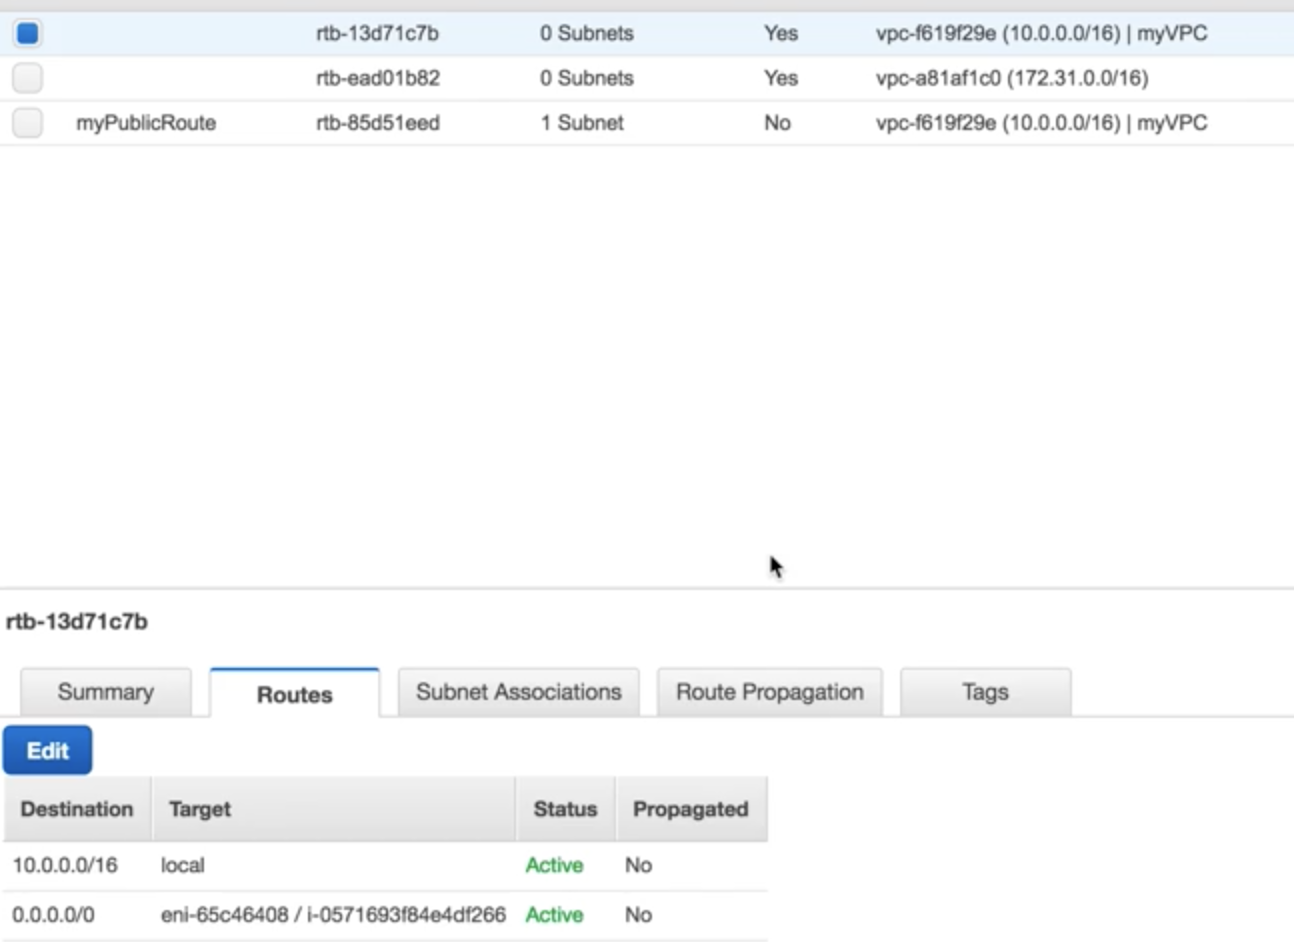 rtb-13d71c7b 0 Subnets Yes vpc-f619f29e (10.0.0.0/16) | myVPC
rtb-ead01b82 0 Subnets Yes vpc-a81af1c0 (172.31.0.0/16)
myPublicRoute rtb-85d51eed 1 Subnet No vpc-f619f29e (10.0.0.0/16) | myVPC
rtb-13d71c7b
Summary Routes Subnet Associations Route Propagation Tags
Edit
Destination Target Status Propagated
10.0.0.0/16 local Active No
0.0.0.0/0 eni-65c46408 / i-0571693f84e4df266 Active No